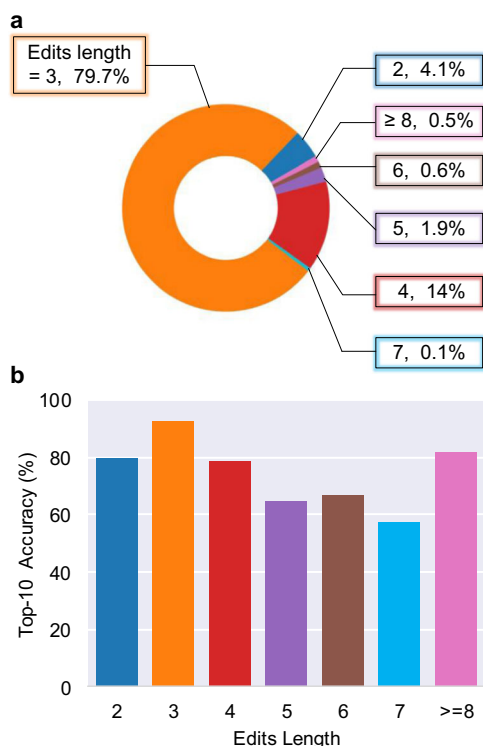 a
Edits length
= 3, 79.7%
2, 4.1%
≥ 8, 0.5%
6, 0.6%
5, 1.9%
4, 14%
7, 0.1%
b
100
80
60
40
20
0
Top-10 Accuracy (%)
2 3 4 5 6 7 >=8
Edits Length